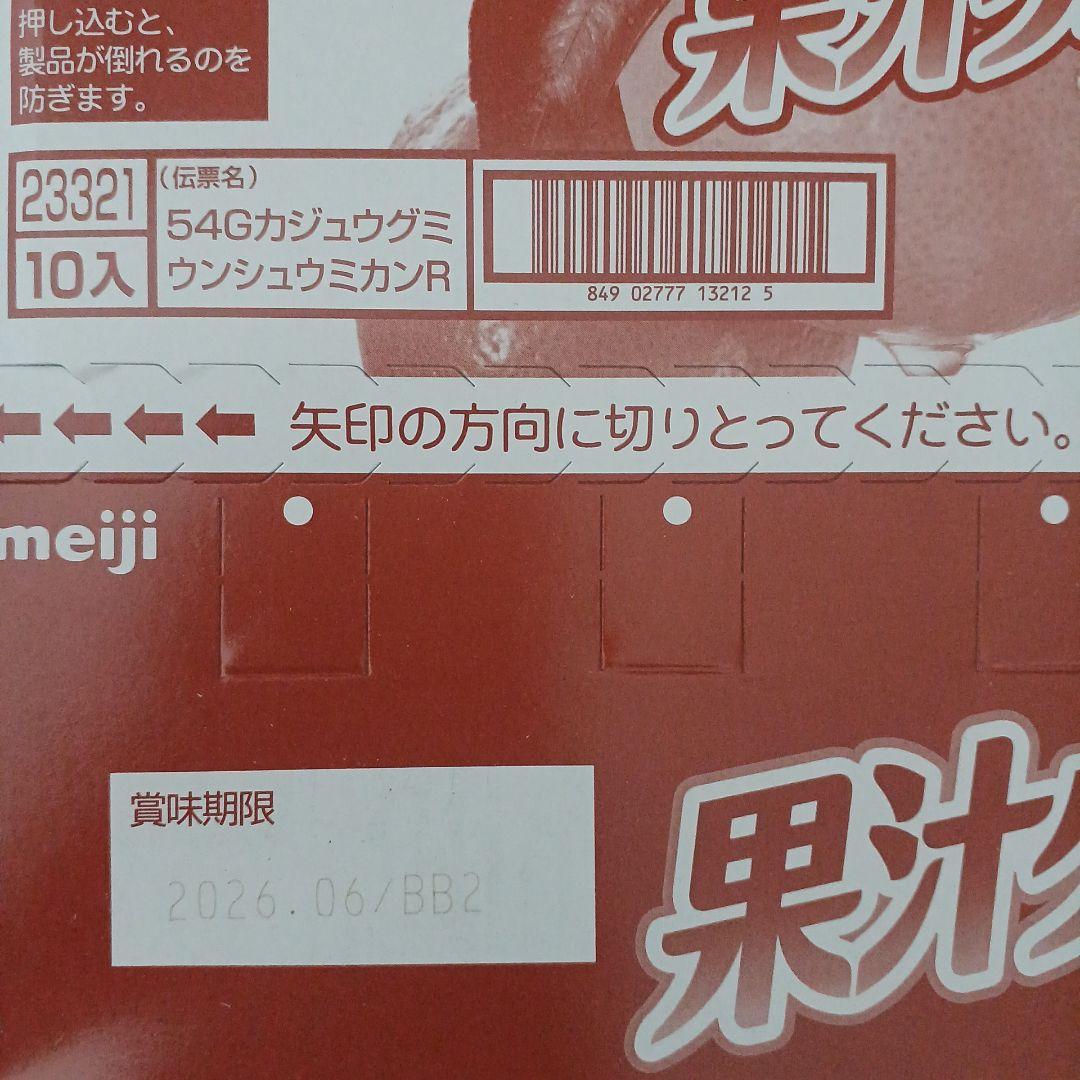 押し込むと、
製品が倒れるのを
防ぎます。
果汁グ
23321
10入
(伝票名)
54Gカジュウグミ
ウンシュウミカンR
849 02777 13212 5
矢印の方向に切りとってください。
meiji
賞味期限
2026.06/BB2
果汁